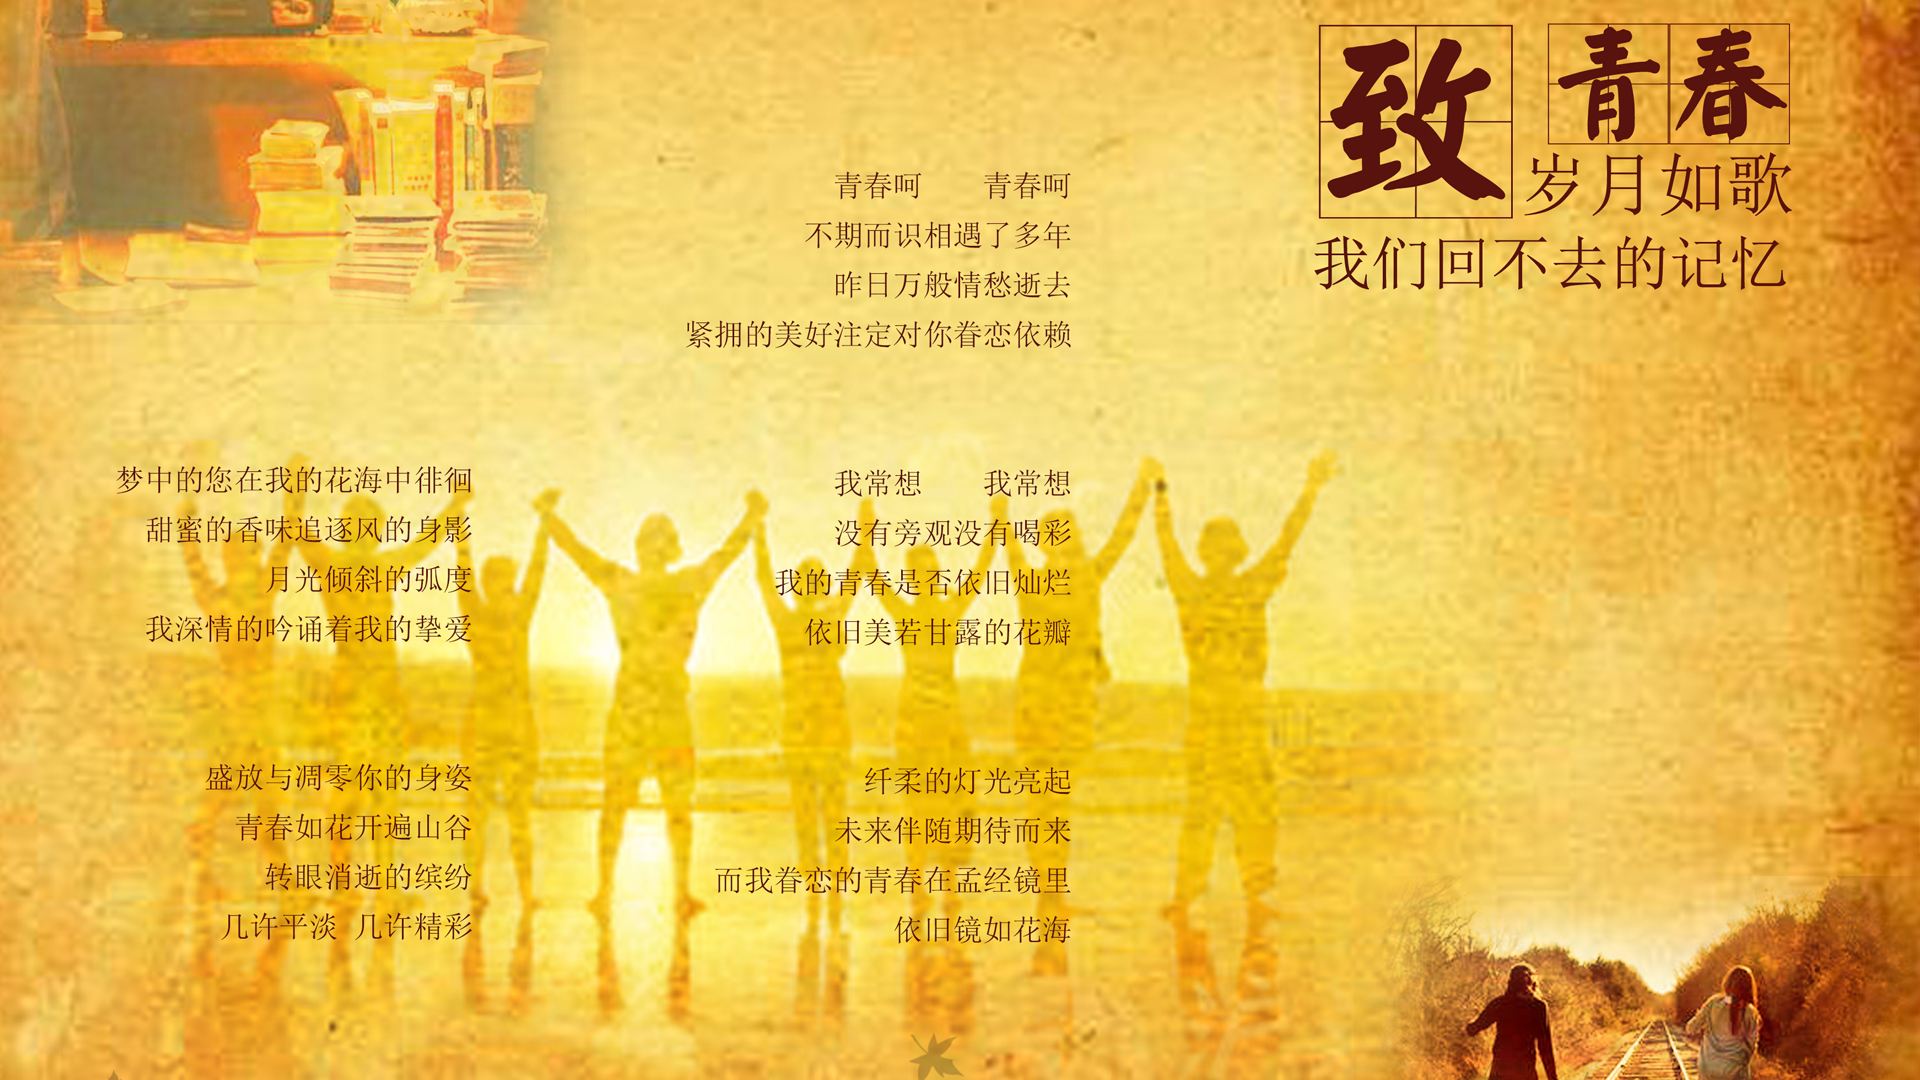 致
青春
岁月如歌
我们回不去的记忆
青春呵 青春呵
不期而识相遇了多年
昨日万般情愁逝去
紧拥的美好注定对你眷恋依赖
我常想 我常想
没有旁观没有喝彩
我的青春是否依旧灿烂
依旧美若甘露的花瓣
纤柔的灯光亮起
未来伴随期待而来
而我眷恋的青春在孟经镜里
依旧镜如花海
梦中的您在我的花海中徘徊
甜蜜的香味追逐风的身影
月光倾斜的弧度
我深情的吟诵着我的挚爱
盛放与凋零你的身姿
青春如花开遍山谷
转眼消逝的缤纷
几许平淡 几许精彩